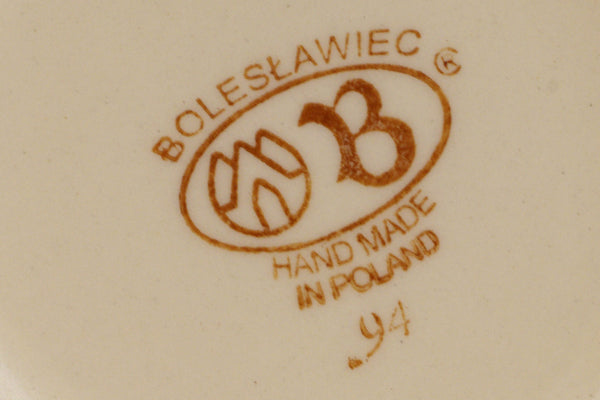 BOLESŁAWIEC ®
B
HAND MADE
IN POLAND
.94